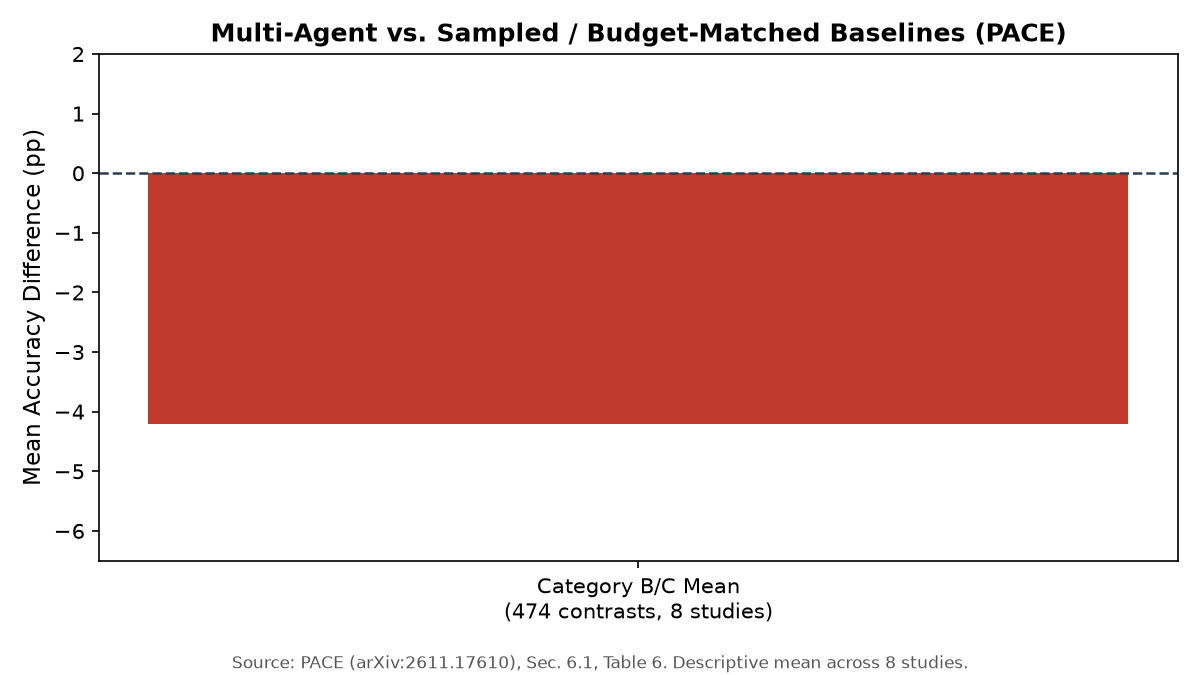 Multi-Agent vs. Sampled / Budget-Matched Baselines (PACE)
Mean Accuracy Difference (pp)
2
1
0
−1
−2
−3
−4
−5
−6
Category B/C Mean
(474 contrasts, 8 studies)
Source: PACE (arXiv:2611.17610), Sec. 6.1, Table 6. Descriptive mean across 8 studies.